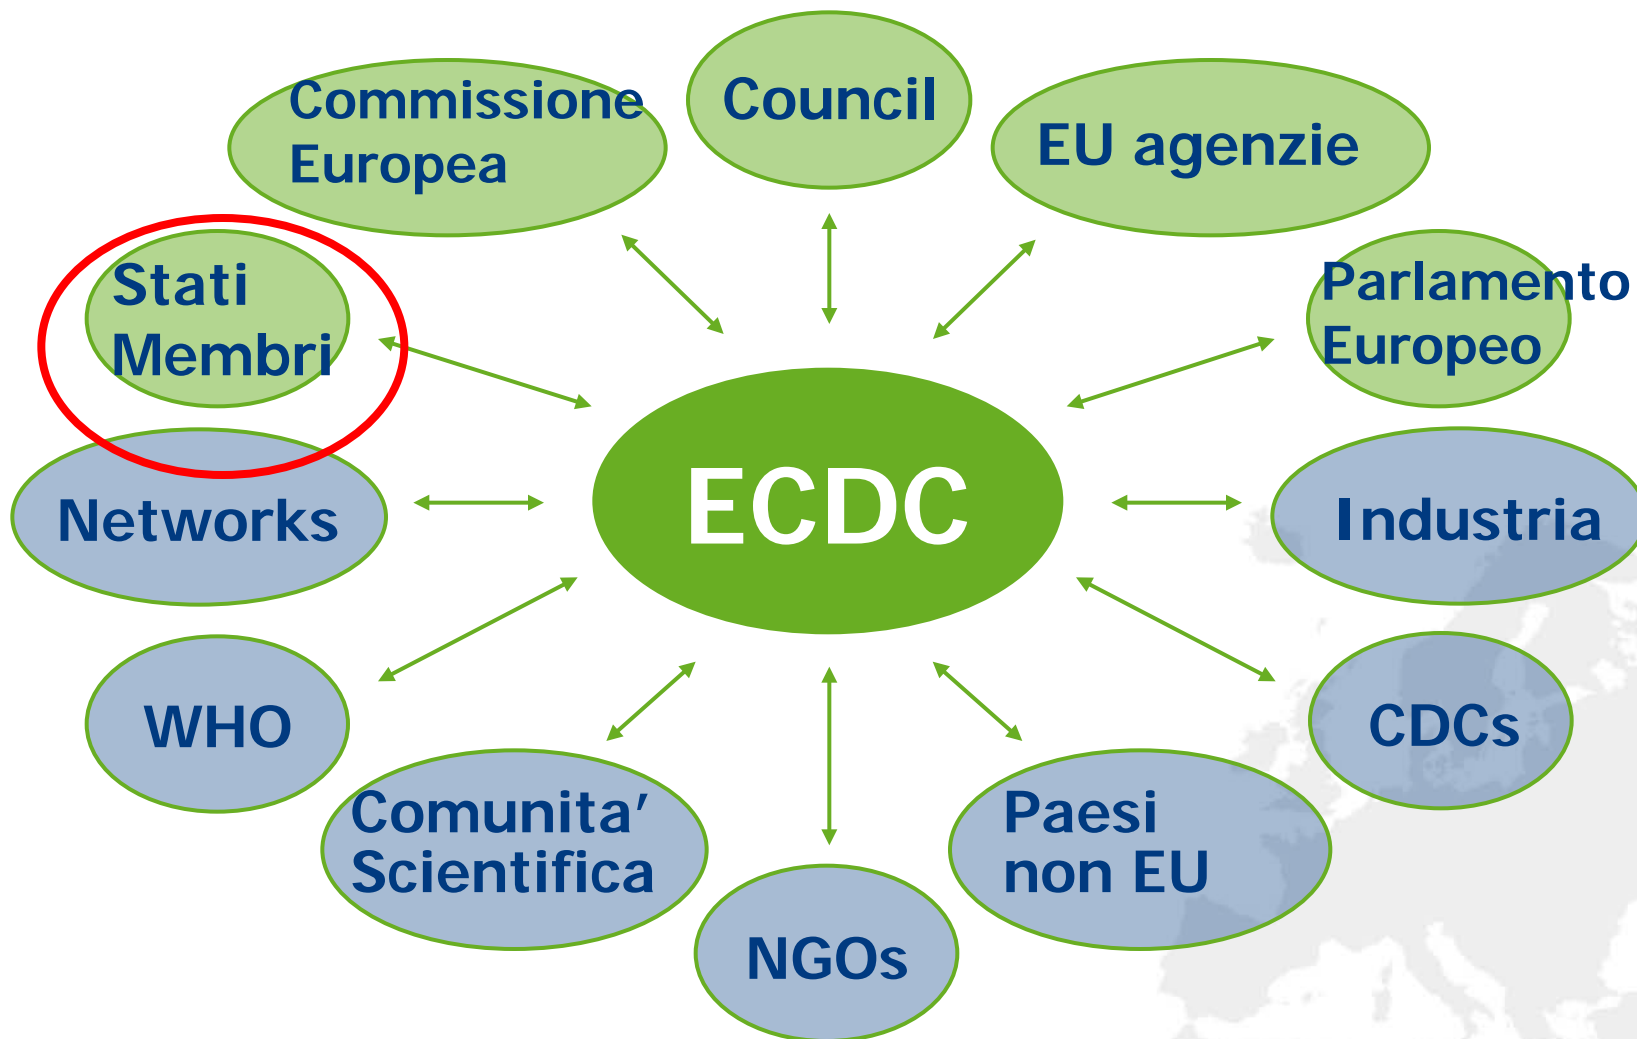 Council
Commissione
Europea
EU agenzie
Stati
Membri
Parlamento
Europeo
ECDC
Networks
Industria
WHO
CDCs
Comunita’
Scientifica
Paesi
non EU
NGOs